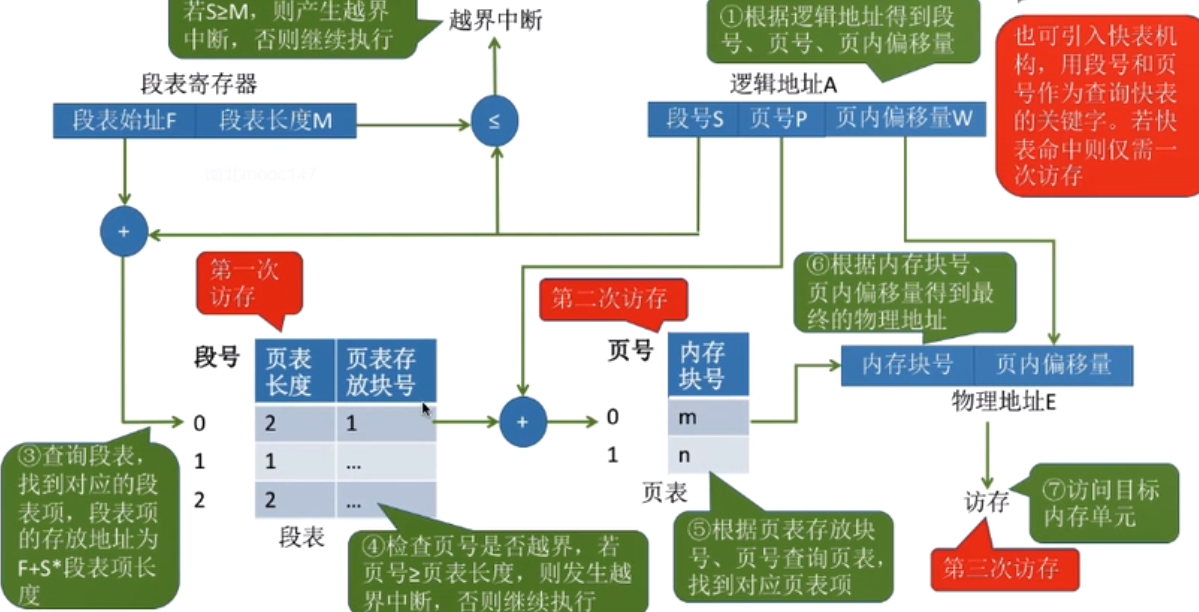 若S≥M，则产生越界
中断，否则继续执行
越界中断
①根据逻辑地址得到段
号、页号、页内偏移量
也可引入快表机
构，用段号和页
号作为查询快表
的关键字。若快
表命中则仅需一
次访存
段表寄存器
逻辑地址A
段表始址F
段表长度M
≤
段号S
页号P
页内偏移量W
+
第一次
访存
第二次访存
⑥根据内存块号、
页内偏移量得到最
终的物理地址
段号
页表
长度
页表存
放块号
页号
内存
块号
内存块号
页内偏移量
物理地址E
0
2
1
+
0
m
1
1
...
1
n
2
2
...
段表
页表
③查询段表，
找到对应的段
表项，段表项
的存放地址为
F+S*段表项长
度
④检查页号是否越界，若
页号≥页表长度，则发生越
界中断，否则继续执行
⑤根据页表存放块
号、页号查询页表，
找到对应页表项
访存
⑦访问目标
内存单元
第三次访存